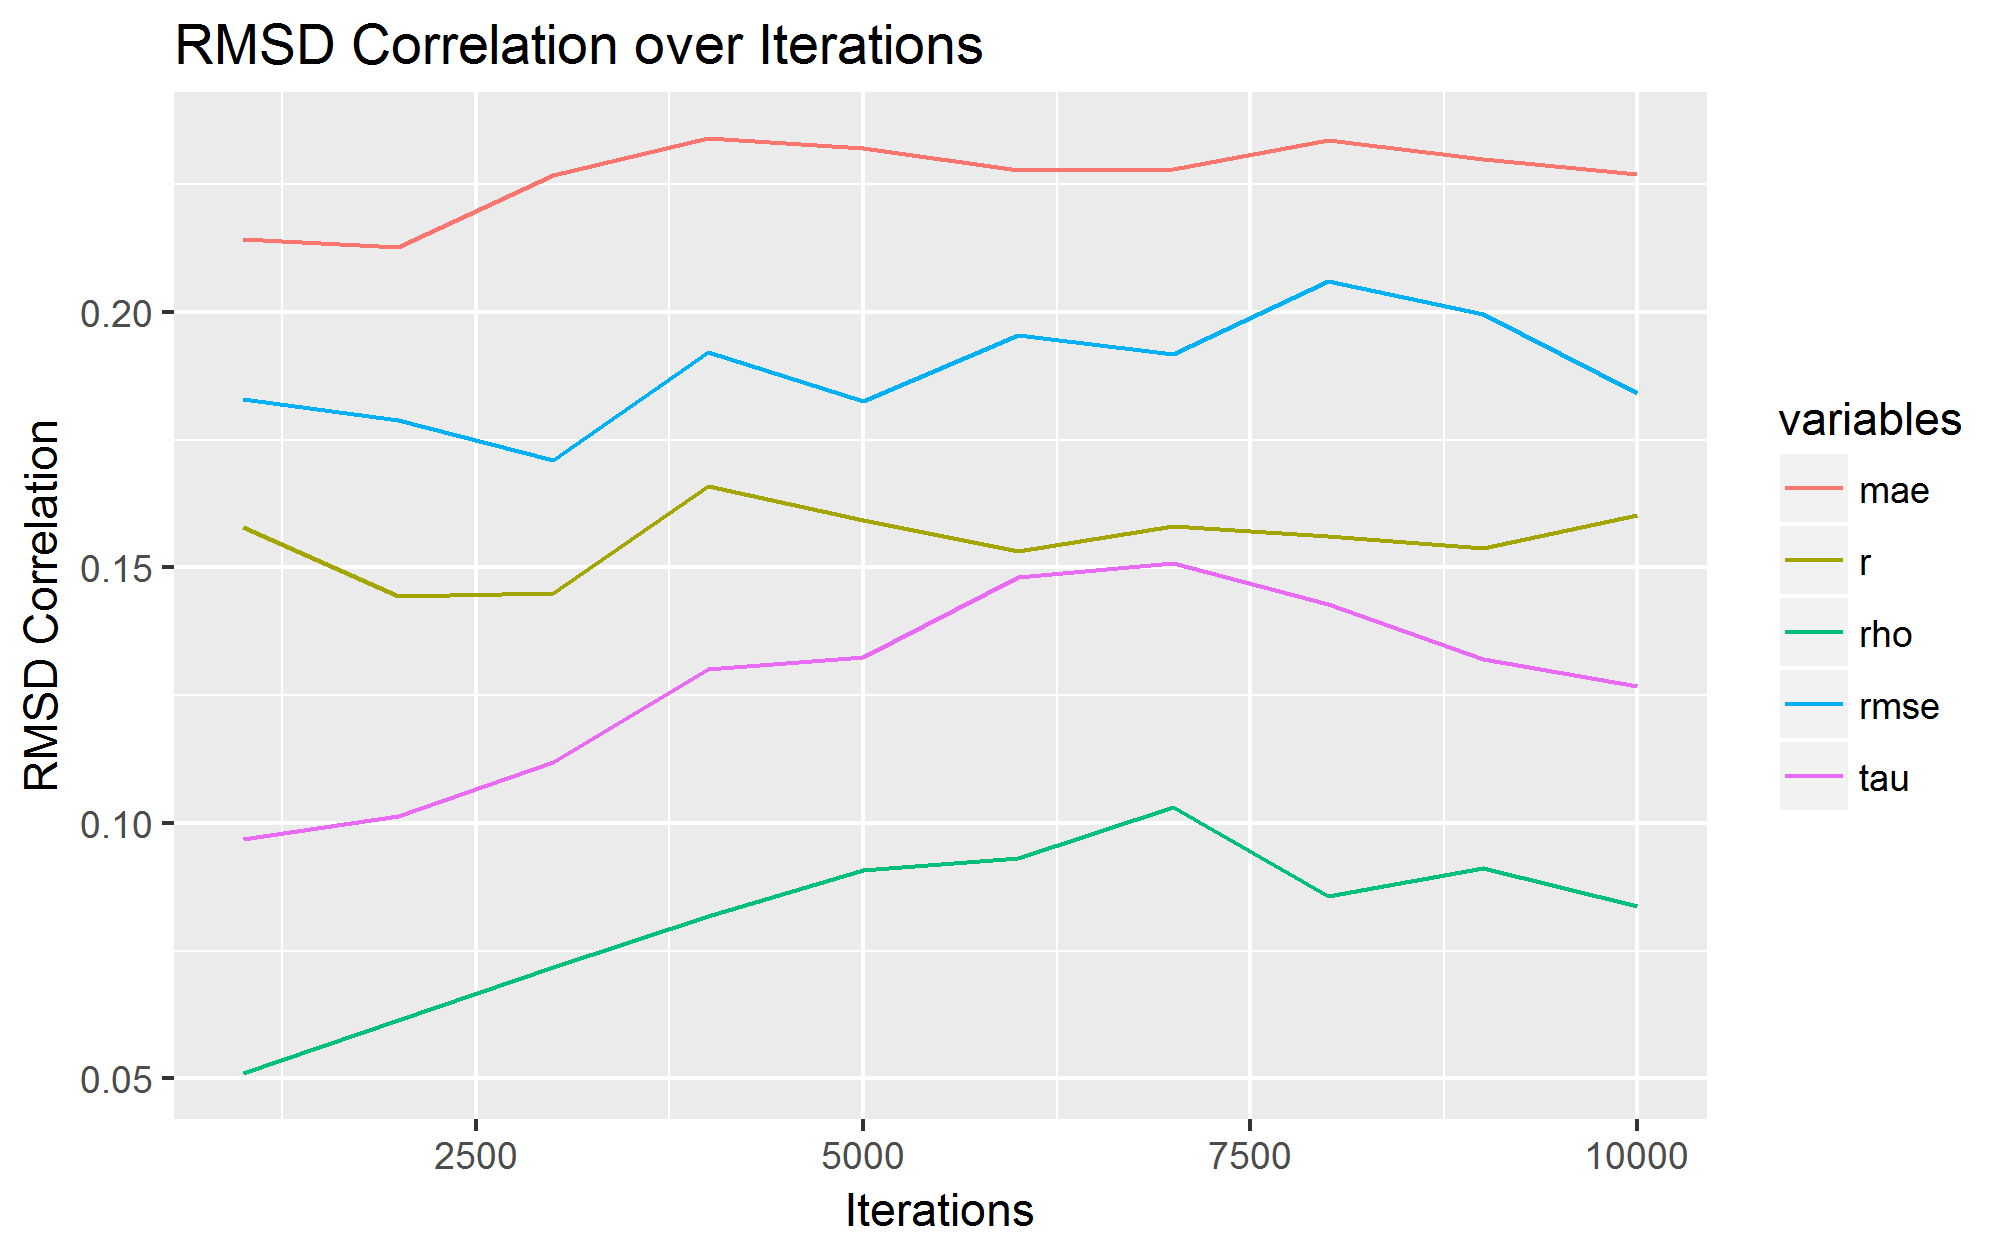 RMSD Correlation over Iterations
RMSD Correlation
0.20
0.15
0.10
0.05
2500 5000 7500 10000
Iterations
variables
mae
r
rho
rmse
tau